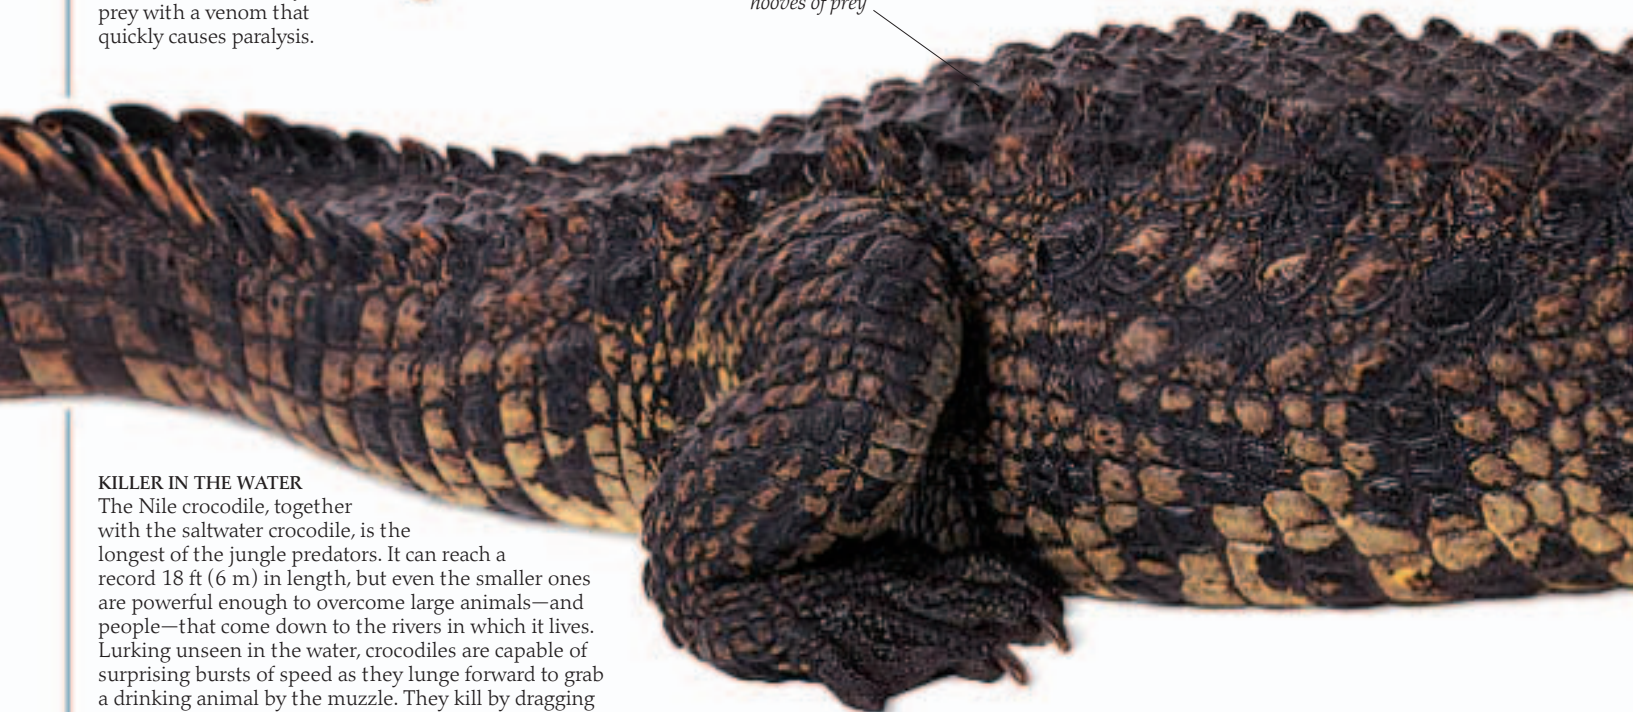 prey with a venom that
quickly causes paralysis.
hooves of prey
KILLER IN THE WATER
The Nile crocodile, together
with the saltwater crocodile, is the
longest of the jungle predators. It can reach a
record 18 ft (6 m) in length, but even the smaller ones
are powerful enough to overcome large animals—and
people—that come down to the rivers in which it lives.
Lurking unseen in the water, crocodiles are capable of
surprising bursts of speed as they lunge forward to grab
a drinking animal by the muzzle. They kill by dragging